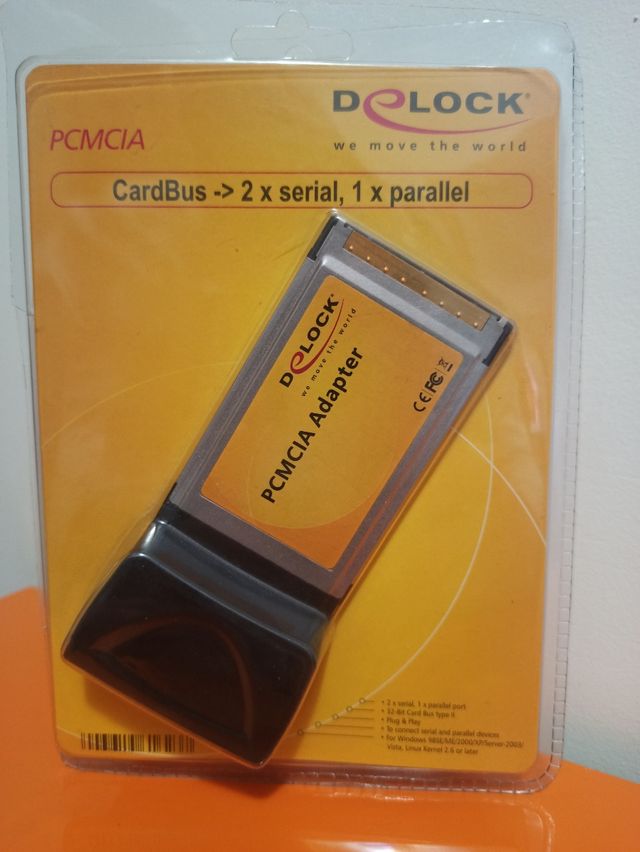 DeLOCK®
PCMCIA
we move the world
CardBus -> 2 x serial, 1 x parallel
DeLOCK®
we move the world
PCMCIA Adapter
CE FC
• 2 x serial, 1 x parallel port
• 32-Bit Card Bus type II
• Plug & Play
• To connect serial and parallel devices
• For Windows 98SE/ME/2000/XP/Server-2003/
Vista, Linux Kernel 2.6 or later